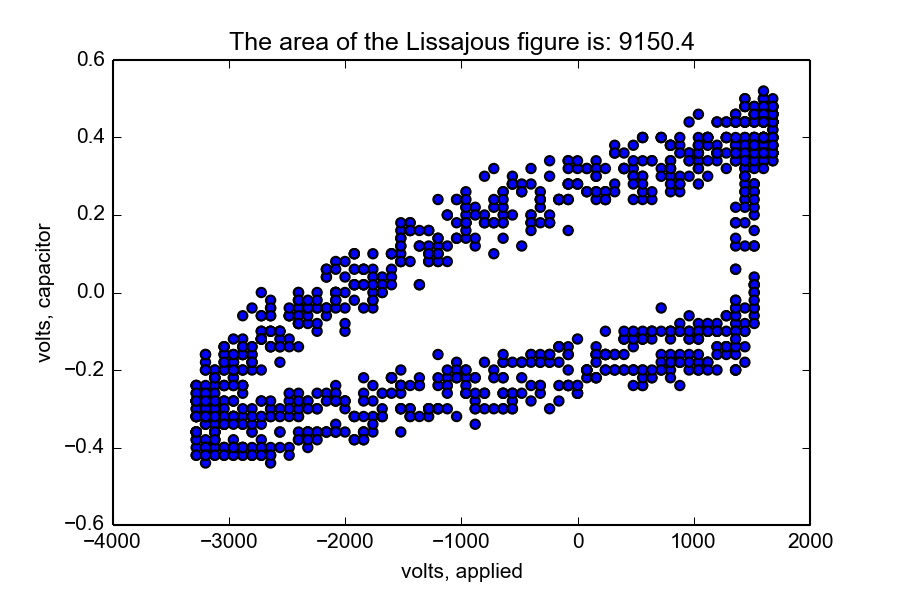 The area of the Lissajous figure is: 9150.4
0.6
0.4
0.2
0.0
−0.2
−0.4
−0.6
−4000 −3000 −2000 −1000 0 1000 2000
volts, capacitor
volts, applied